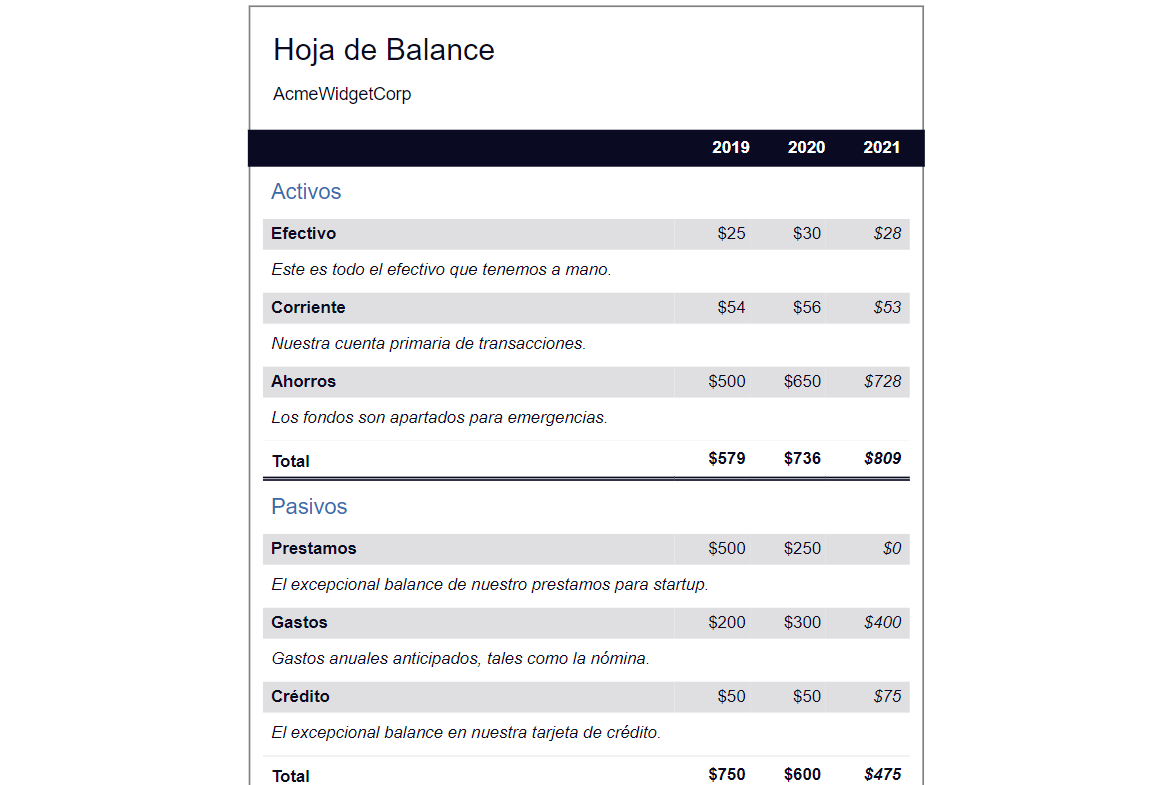 Hoja de Balance
AcmeWidgetCorp
2019 2020 2021
Activos
Efectivo $25 $30 $28
Este es todo el efectivo que tenemos a mano.
Corriente $54 $56 $53
Nuestra cuenta primaria de transacciones.
Ahorros $500 $650 $728
Los fondos son apartados para emergencias.
Total $579 $736 $809
Pasivos
Prestamos $500 $250 $0
El excepcional balance de nuestro prestamos para startup.
Gastos $200 $300 $400
Gastos anuales anticipados, tales como la nómina.
Crédito $50 $50 $75
El excepcional balance en nuestra tarjeta de crédito.
Total $750 $600 $475